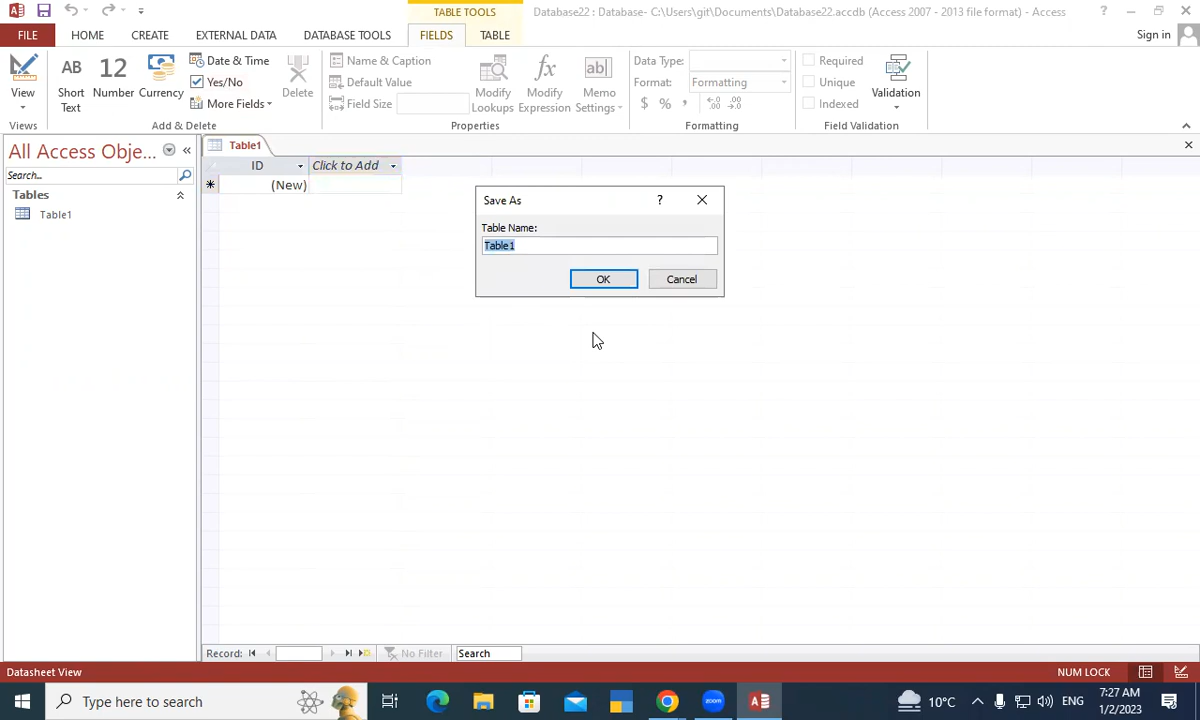 TABLE TOOLS
Database22 : Database- C:\Users\git\Documents\Database22.accdb (Access 2007 - 2013 file format) - Access
?
FILE
HOME
CREATE
EXTERNAL DATA
DATABASE TOOLS
FIELDS
TABLE
Sign in
View
AB
Short
Text
12
Number
Currency
Date & Time
Yes/No
More Fields
Delete
Name & Caption
Default Value
Field Size
Modify
Lookups
fx
Modify
Expression
ab
Memo
Settings
Data Type:
Format:
Formatting
$ % , .00 .00
Required
Unique
Indexed
Validation
Views
Add & Delete
Properties
Formatting
Field Validation
All Access Obje...
Search...
Tables
Table1
Table1
ID
Click to Add
(New)
Save As
?
Table Name:
Table1
OK
Cancel
Record:
No Filter
Search
Datasheet View
NUM LOCK
Type here to search
zoom
10°C
ENG
7:27 AM
1/2/2023